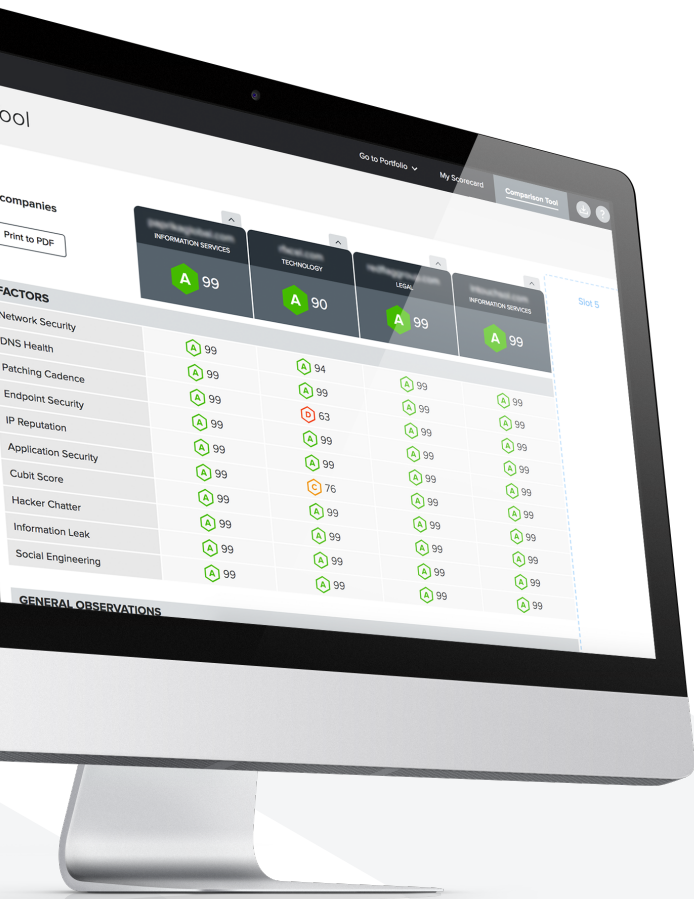 ool
Go to Portfolio
My Scorecard
Comparison Tool
?
companies
Print to PDF
INFORMATION SERVICES
A 99
TECHNOLOGY
A 90
LEGAL
A 99
INFORMATION SERVICES
A 99
Slot 5
FACTORS
Network Security A 99 A 94 A 99 A 99
DNS Health A 99 A 99 A 99 A 99
Patching Cadence A 99 D 63 A 99 A 99
Endpoint Security A 99 A 99 A 99 A 99
IP Reputation A 99 A 99 A 99 A 99
Application Security A 99 C 76 A 99 A 99
Cubit Score A 99 A 99 A 99 A 99
Hacker Chatter A 99 A 99 A 99 A 99
Information Leak A 99 A 99 A 99 A 99
Social Engineering A 99 A 99 A 99 A 99
GENERAL OBSERVATIONS